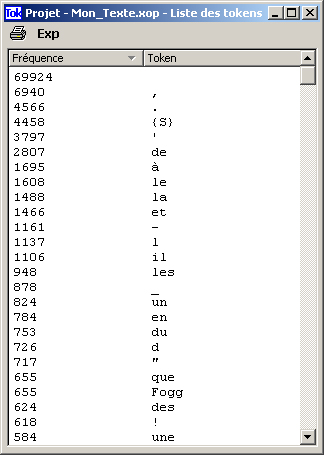 Tok Projet - Mon_Texte.xop - Liste des tokens
Exp
Fréquence Token
69924
6940 ,
4566 .
4458 {S}
3797 '
2807 de
1695 à
1608 le
1488 la
1466 et
1161 -
1137 l
1106 il
948 les
878 _
824 un
784 en
753 du
726 d
717 "
655 que
655 Fogg
624 des
618 !
584 une